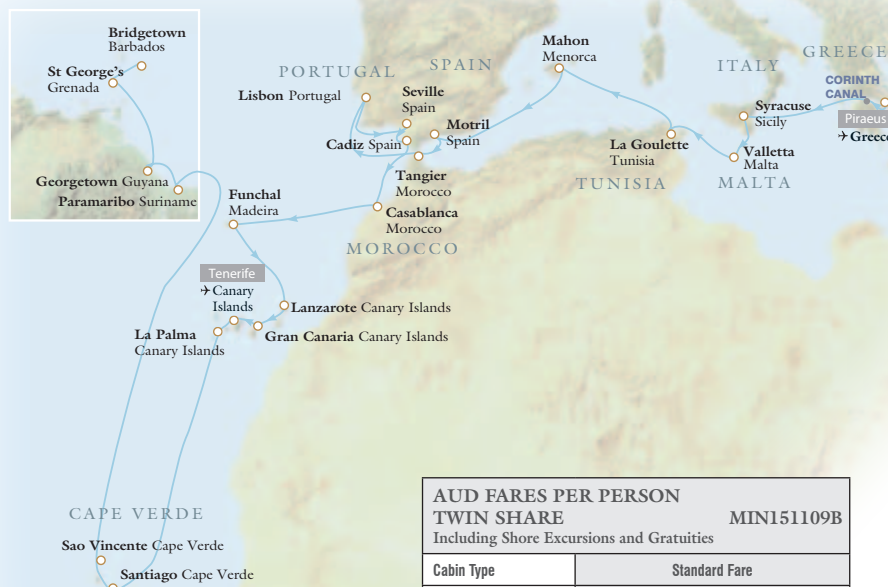 Bridgetown
Barbados
St George's
Grenada
Georgetown Guyana
Paramaribo Suriname
PORTUGAL
SPAIN
ITALY
GREECE
Mahon
Menorca
CORINTH
CANAL
Lisbon Portugal
Seville
Spain
Motril
Spain
Cadiz Spain
Syracuse
Sicily
Piraeus
Greece
La Goulette
Tunisia
Valletta
Malta
Tangier
Morocco
TUNISIA
MALTA
Funchal
Madeira
Casablanca
Morocco
MOROCCO
Tenerife
Canary
Islands
Lanzarote Canary Islands
La Palma
Canary Islands
Gran Canaria Canary Islands
CAPE VERDE
Sao Vincente Cape Verde
Santiago Cape Verde
AUD FARES PER PERSON
TWIN SHARE MIN151109B
Including Shore Excursions and Gratuities
Cabin Type Standard Fare